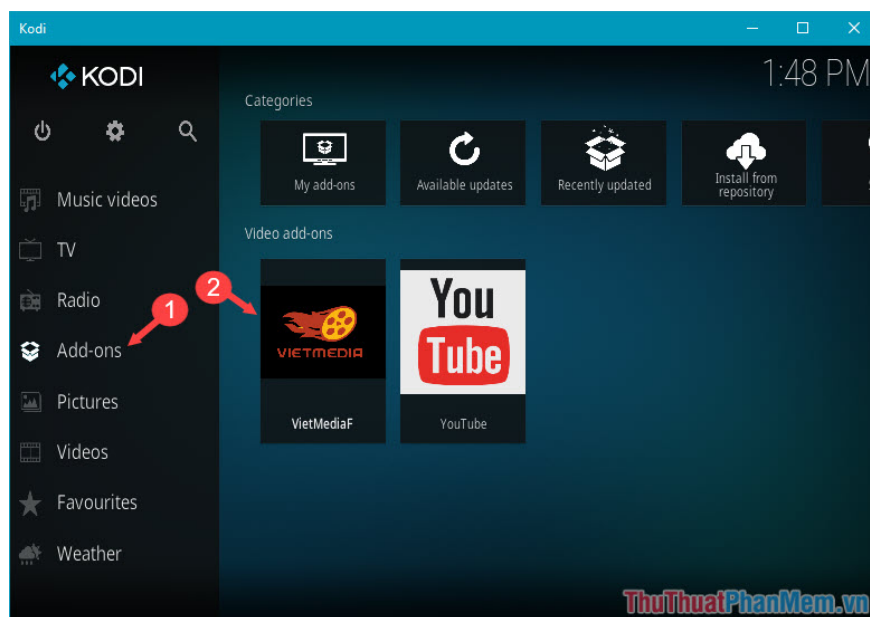 Kodi
KODI
1:48 PM
Categories
My add-ons
Available updates
Recently updated
Install from
repository
Music videos
TV
Radio
Add-ons
Pictures
Videos
Favourites
Weather
1
2
Video add-ons
VIETMEDIA
VietMediaF
You
Tube
YouTube
ThuThuatPhanMem.vn